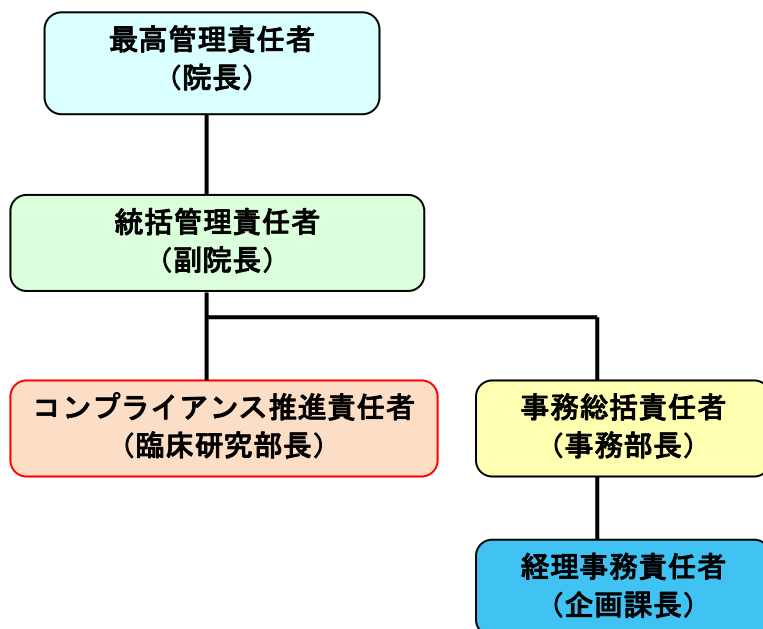 最高管理責任者
（院長）
統括管理責任者
（副院長）
コンプライアンス推進責任者
（臨床研究部長）
事務総括責任者
（事務部長）
経理事務責任者
（企画課長）